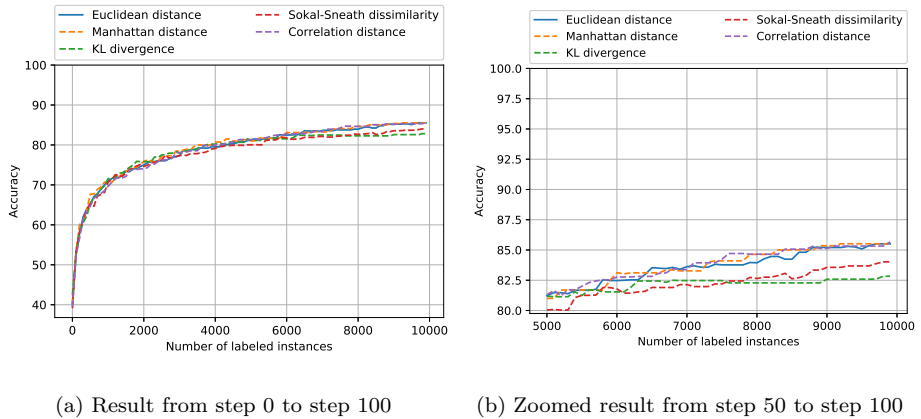 Euclidean distance
Manhattan distance
KL divergence
Sokal-Sneath dissimilarity
Correlation distance
100
90
80
70
60
50
40
Accuracy
0 2000 4000 6000 8000 10000
Number of labeled instances
(a) Result from step 0 to step 100
Euclidean distance
Manhattan distance
KL divergence
Sokal-Sneath dissimilarity
Correlation distance
100.0
97.5
95.0
92.5
90.0
87.5
85.0
82.5
80.0
Accuracy
5000 6000 7000 8000 9000 10000
Number of labeled instances
(b) Zoomed result from step 50 to step 100